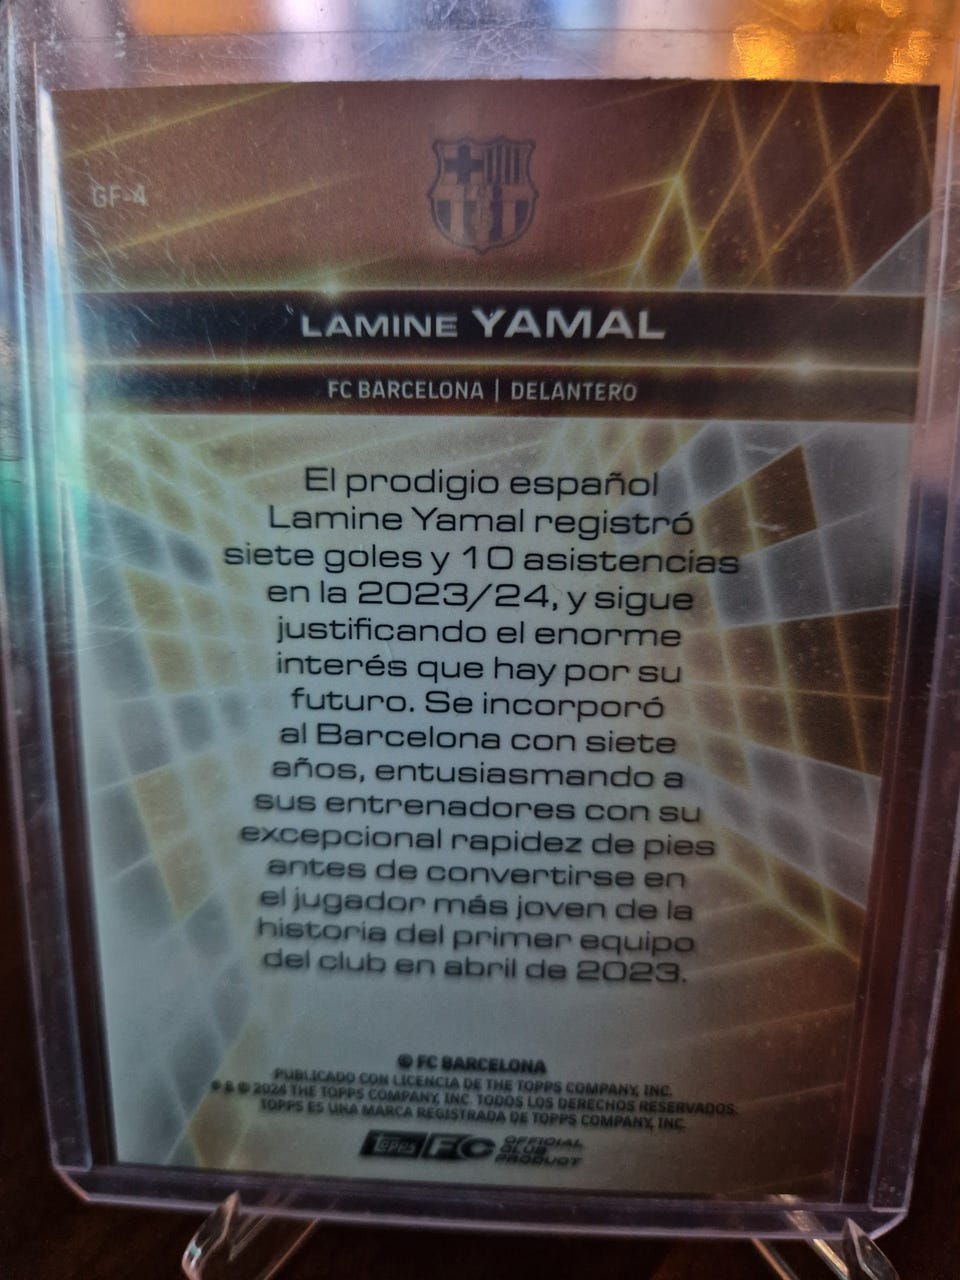 GF-4
LAMINE YAMAL
FC BARCELONA | DELANTERO
El prodigio español
Lamine Yamal registró
siete goles y 10 asistencias
en la 2023/24, y sigue
justificando el enorme
interés que hay por su
futuro. Se incorporó
al Barcelona con siete
años, entusiasmando a
sus entrenadores con su
excepcional rapidez de pies
antes de convertirse en
el jugador más joven de la
historia del primer equipo
del club en abril de 2023.
© FC BARCELONA
PUBLICADO CON LICENCIA DE THE TOPPS COMPANY, INC.
® & © 2024 THE TOPPS COMPANY, INC. TODOS LOS DERECHOS RESERVADOS.
TOPPS ES UNA MARCA REGISTRADA DE TOPPS COMPANY, INC.
TOPPS FC OFFICIAL
CLUB
PRODUCT